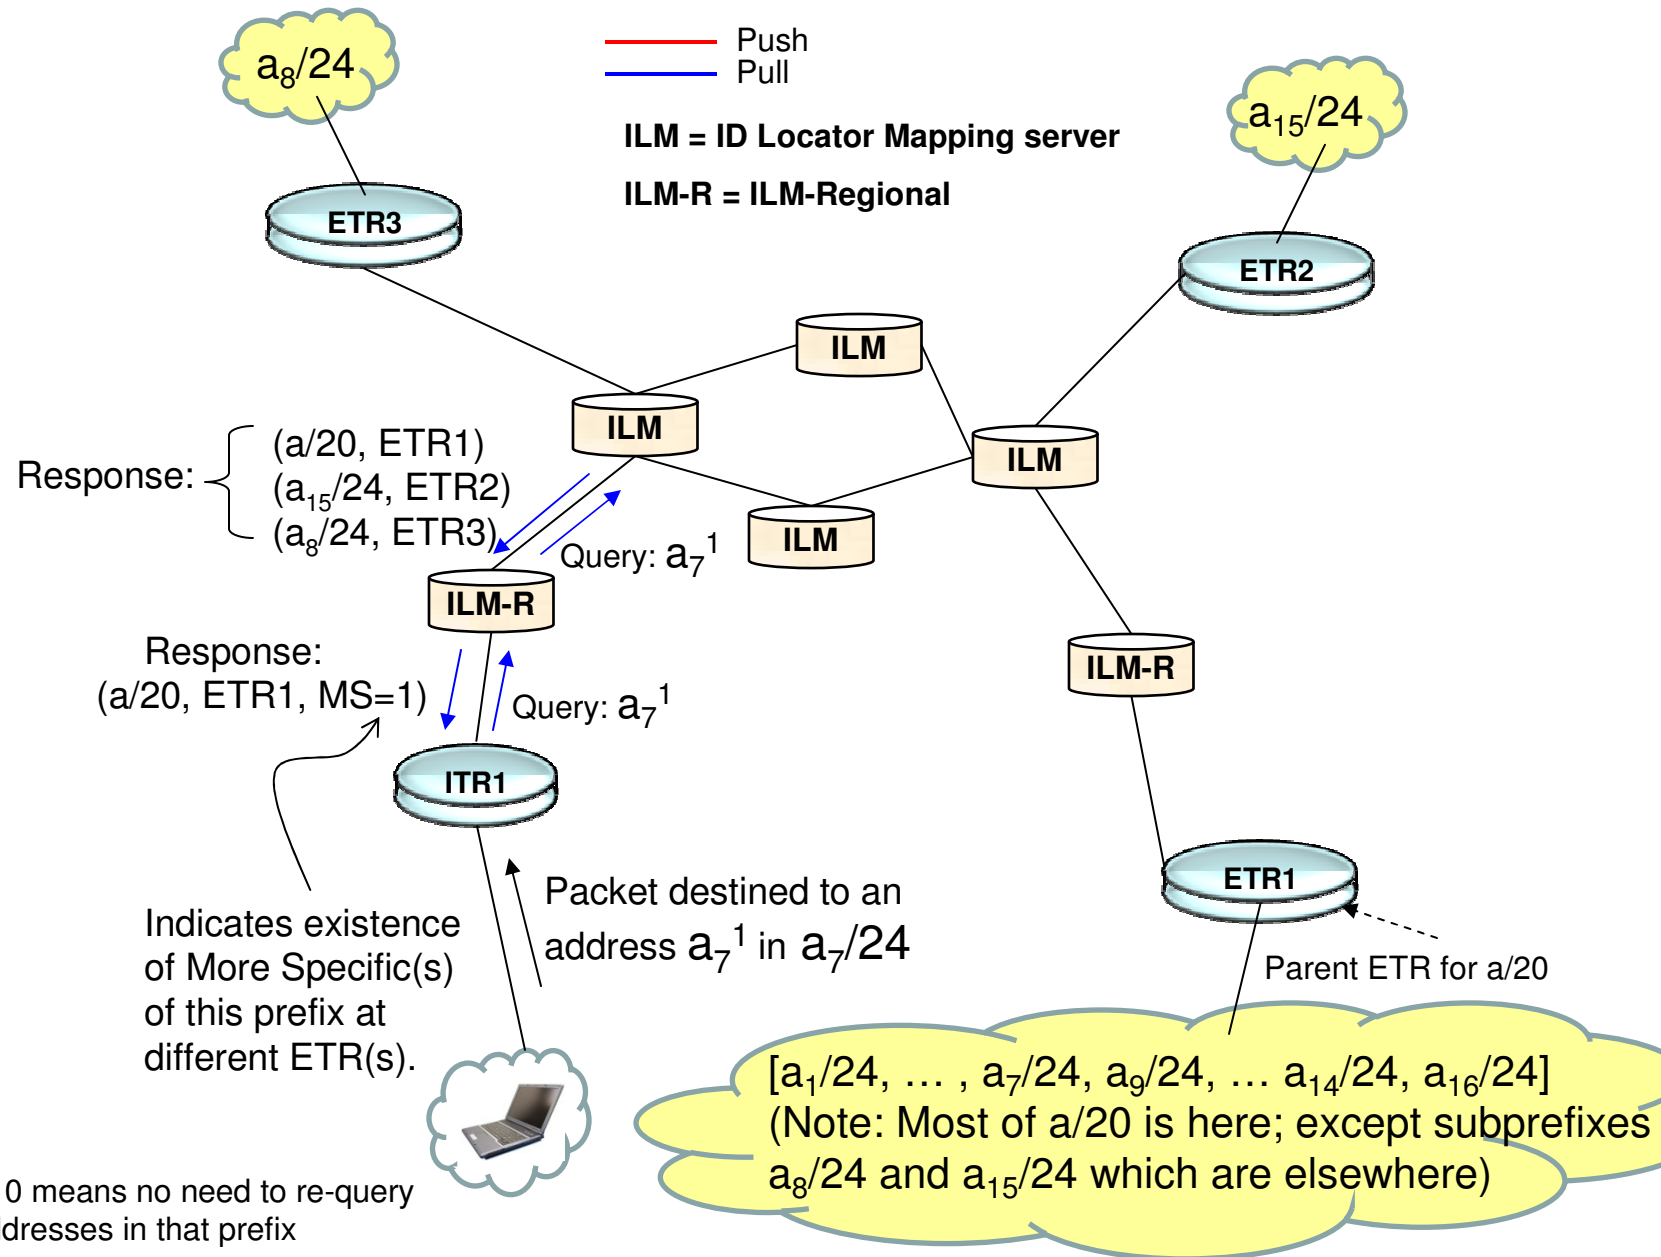 a₈/24
Push
Pull
ILM = ID Locator Mapping server
ILM-R = ILM-Regional
a₁₅/24
ETR3
ETR2
ILM
ILM
ILM
ILM
Response:
(a/20, ETR1)
(a₁₅/24, ETR2)
(a₈/24, ETR3)
Query: a₇¹
ILM-R
Response:
(a/20, ETR1, MS=1)
Query: a₇¹
ILM-R
ITR1
ETR1
Parent ETR for a/20
Packet destined to an
address a₇¹ in a₇/24
Indicates existence
of More Specific(s)
of this prefix at
different ETR(s).
[a₁/24, … , a₇/24, a₉/24, … a₁₄/24, a₁₆/24]
(Note: Most of a/20 is here; except subprefixes
a₈/24 and a₁₅/24 which are elsewhere)
0 means no need to re-query
in that prefix